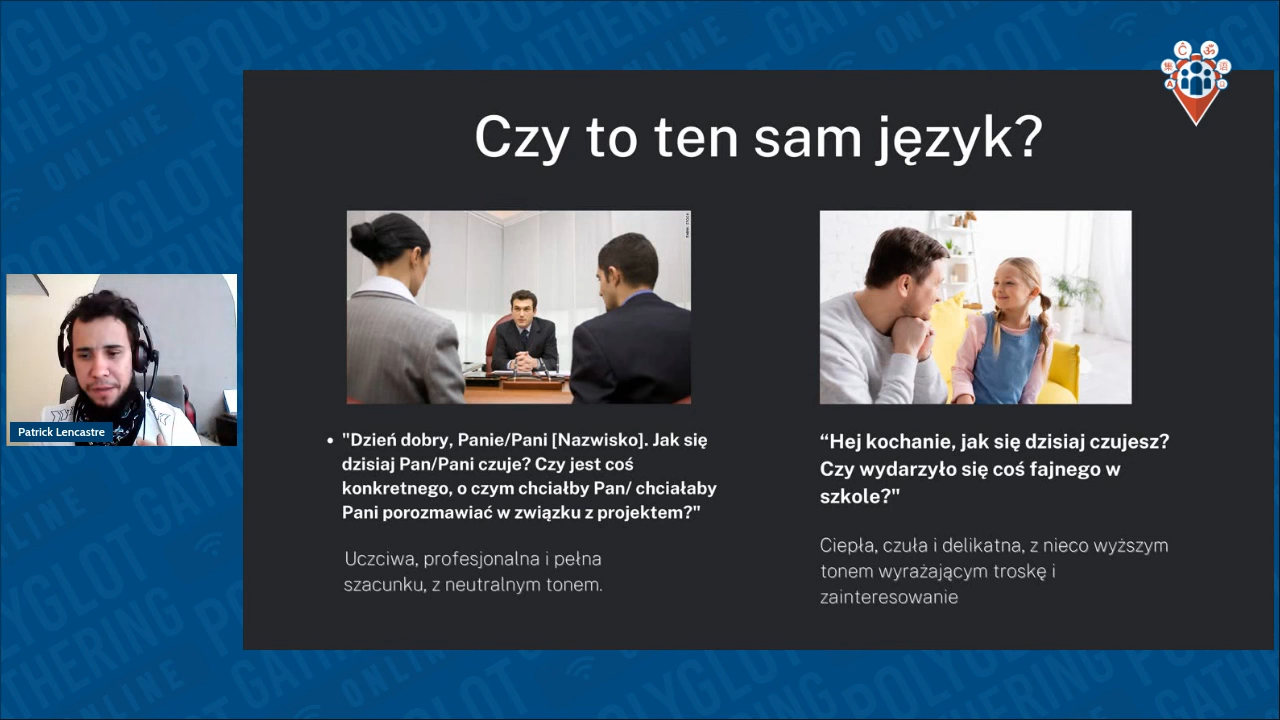 Czy to ten sam język?
• "Dzień dobry, Panie/Pani [Nazwisko]. Jak się
dzisiaj Pan/Pani czuje? Czy jest coś
konkretnego, o czym chciałby Pan/ chciałaby
Pani porozmawiać w związku z projektem?"
Uczciwa, profesjonalna i pełna
szacunku, z neutralnym tonem.
“Hej kochanie, jak się dzisiaj czujesz?
Czy wydarzyło się coś fajnego w
szkole?"
Ciepła, czuła i delikatna, z nieco wyższym
tonem wyrażającym troskę i
zainteresowanie
Patrick Lencastre
POLYGLOT
GATHERING
ONLINE